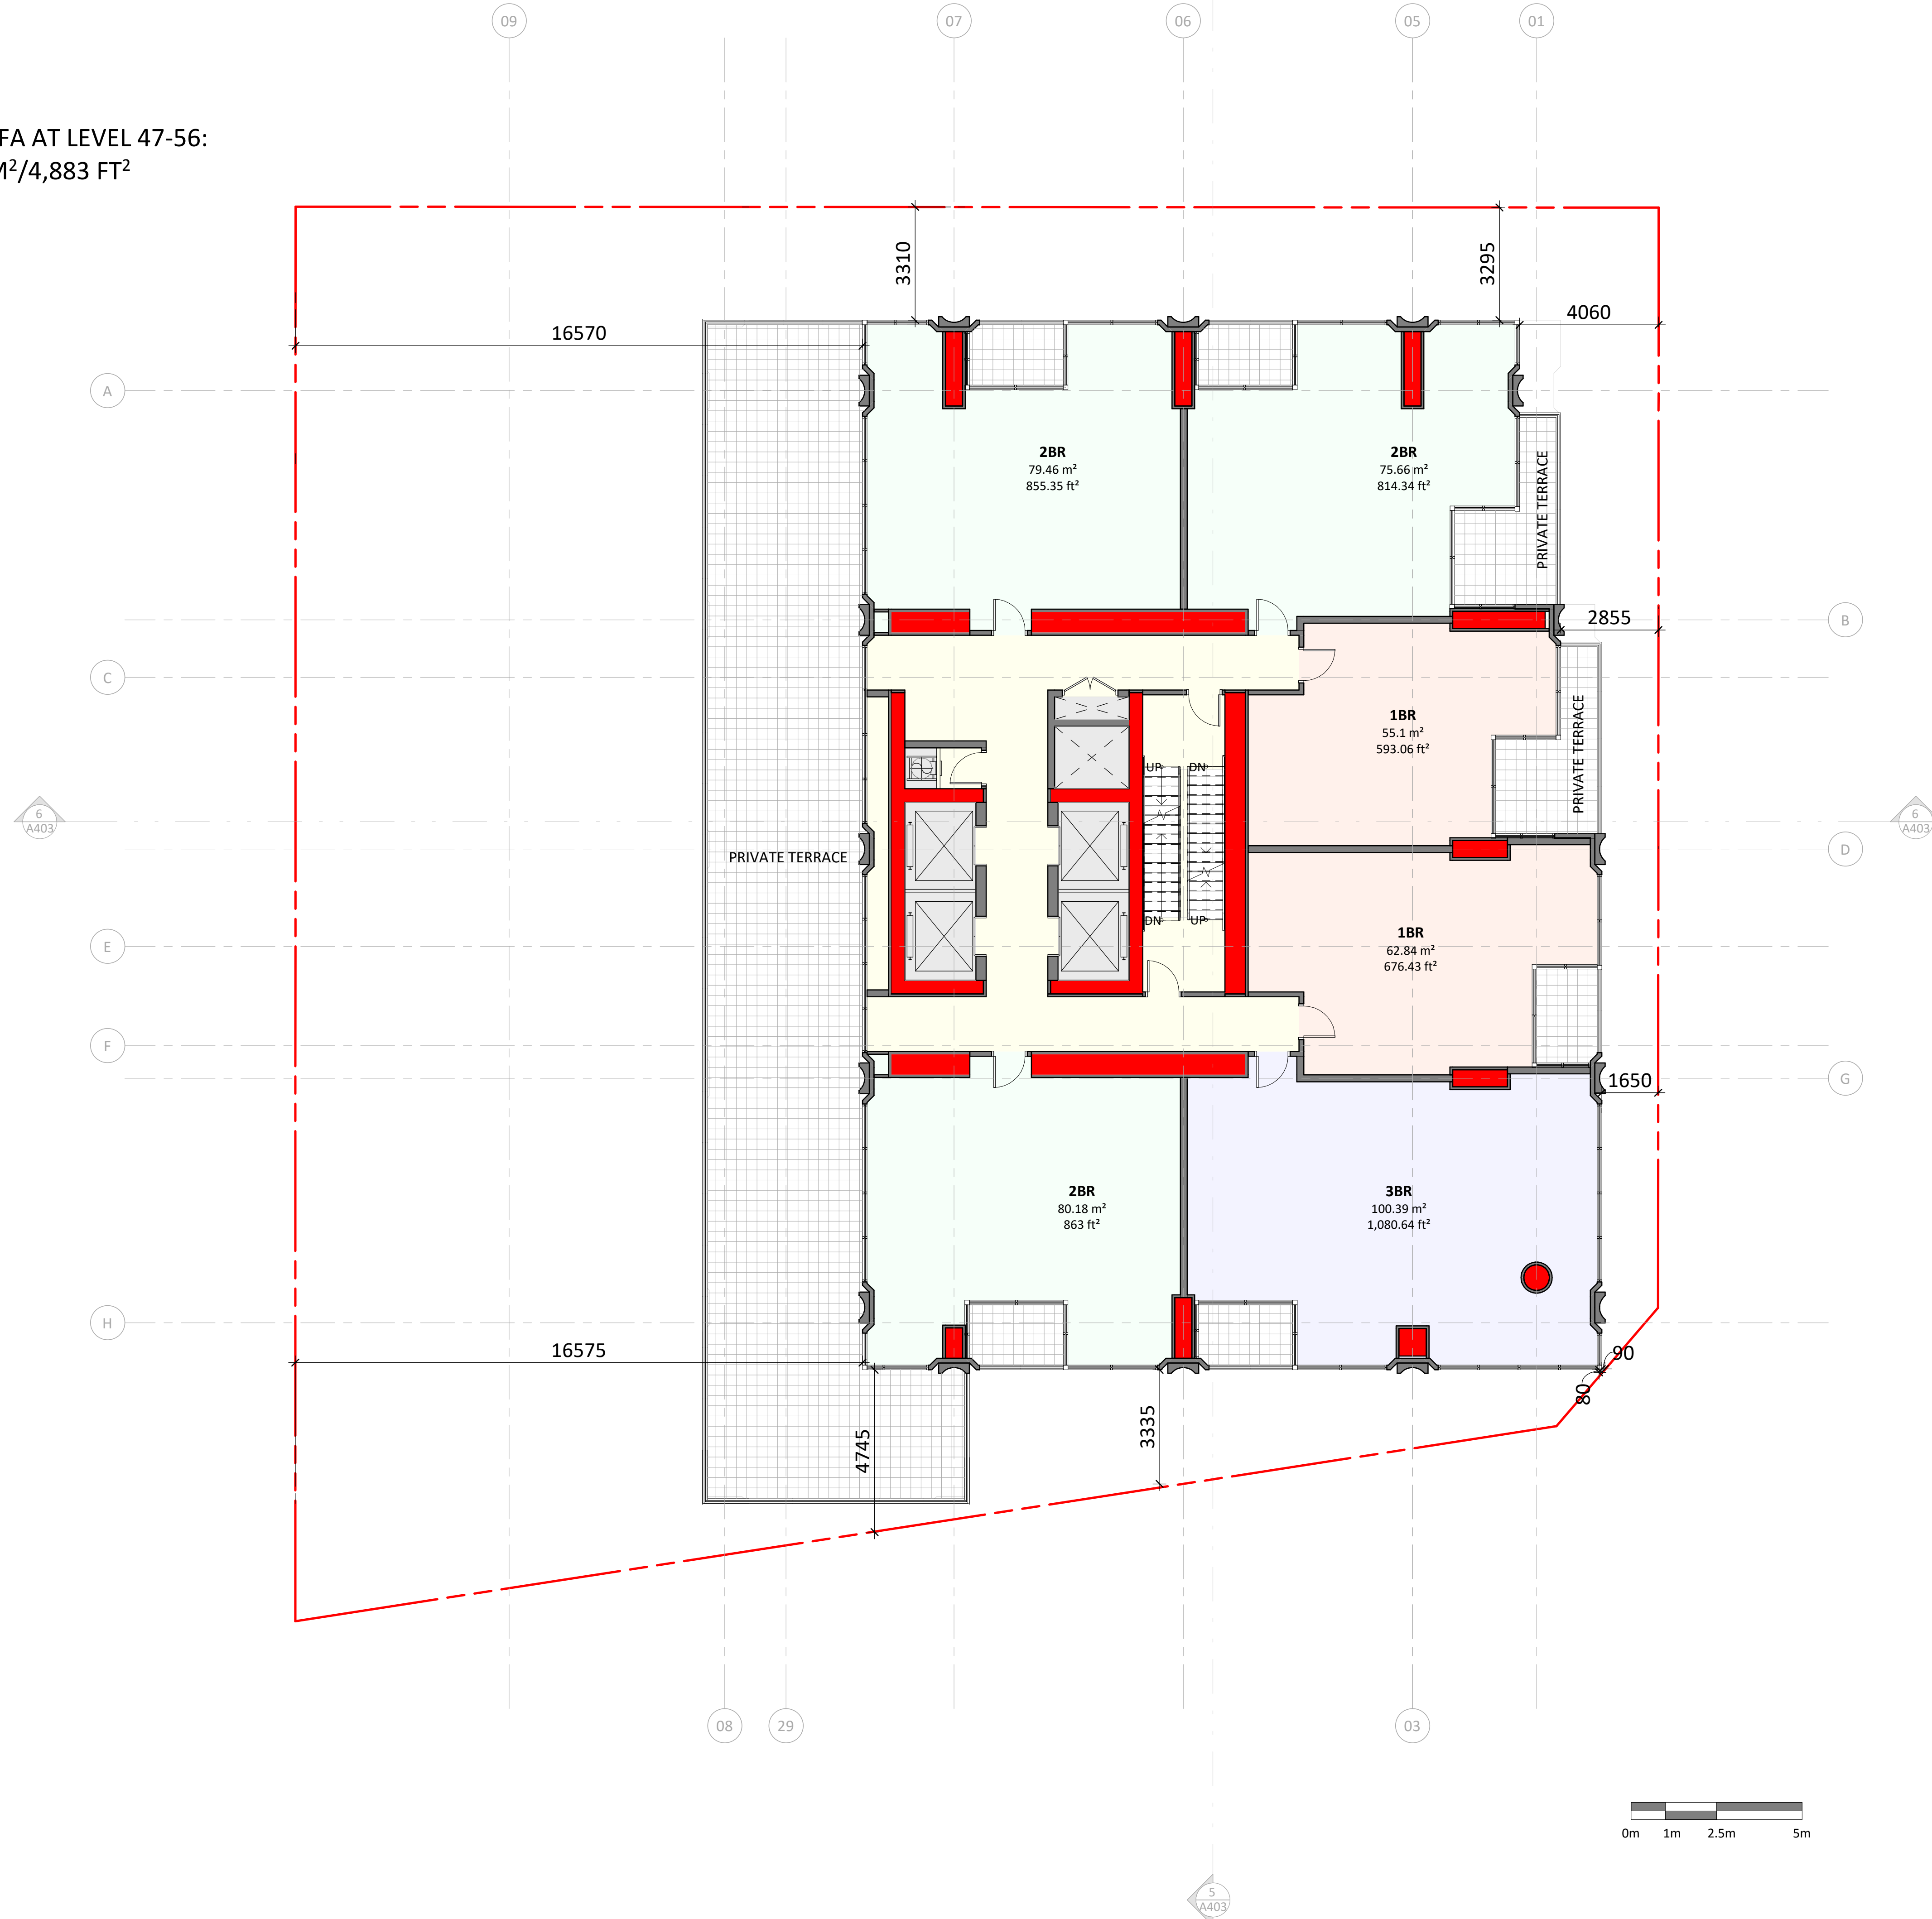 09
07
06
05
01
FA AT LEVEL 47-56:
M²/4,883 FT²
3310
3295
16570
4060
A
2BR
79.46 m²
855.35 ft²
2BR
75.66 m²
814.34 ft²
PRIVATE TERRACE
2855
B
C
1BR
55.1 m²
593.06 ft²
PRIVATE TERRACE
UP
DN
6
A403
6
A403
PRIVATE TERRACE
D
DN
UP
1BR
62.84 m²
676.43 ft²
E
F
1650
G
2BR
80.18 m²
863 ft²
3BR
100.39 m²
1,080.64 ft²
H
16575
90
80
4745
3335
08
29
03
0m
1m
2.5m
5m
5
A403